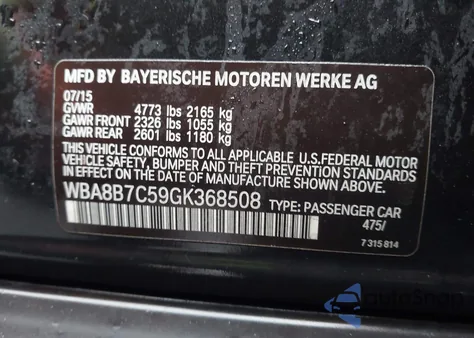 MFD BY BAYERISCHE MOTOREN WERKE AG
07/15
GVWR 4773 lbs 2165 kg
GAWR FRONT 2326 lbs 1055 kg
GAWR REAR 2601 lbs 1180 kg
THIS VEHICLE CONFORMS TO ALL APPLICABLE U.S.FEDERAL MOTOR
VEHICLE SAFETY, BUMPER AND THEFT PREVENTION STANDARDS
IN EFFECT ON THE DATE OF MANUFACTURE SHOWN ABOVE.
WBA8B7C59GK368508 TYPE: PASSENGER CAR
475/
7 315 814
autoSnap